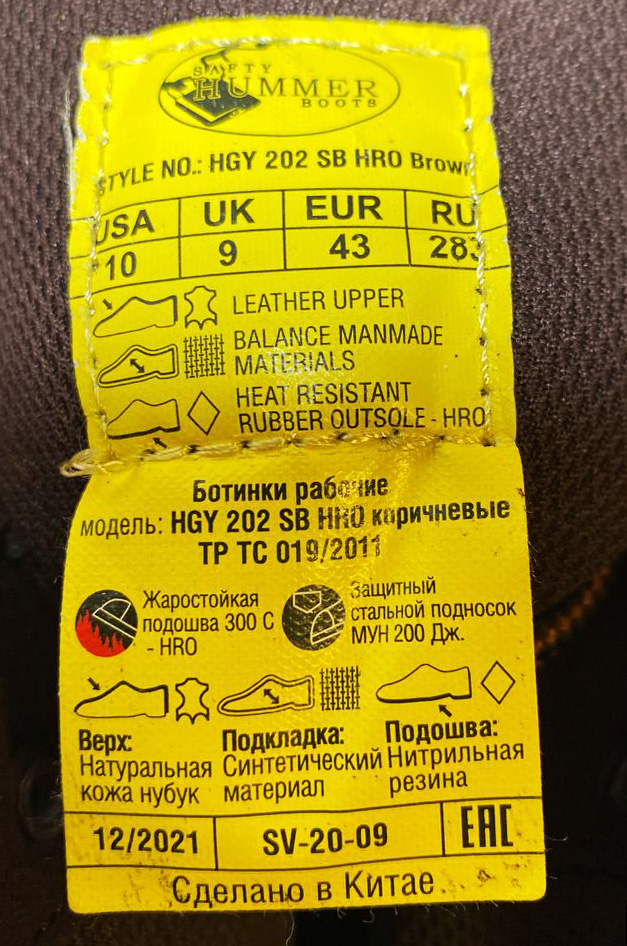 SAFTY
HUMMER
BOOTS
STYLE NO.: HGY 202 SB HRO Brown
USA UK EUR RU
10 9 43 283
LEATHER UPPER
BALANCE MANMADE
MATERIALS
HEAT RESISTANT
RUBBER OUTSOLE - HRO
Ботинки рабочие
модель: HGY 202 SB HRO коричневые
ТР ТС 019/2011
Жаростойкая
подошва 300 С
- HRO
Защитный
стальной подносок
МУН 200 Дж.
Верх:
Натуральная
кожа нубук
Подкладка:
Синтетический
материал
Подошва:
Нитрильная
резина
12/2021 SV-20-09 EAC
Сделано в Китае